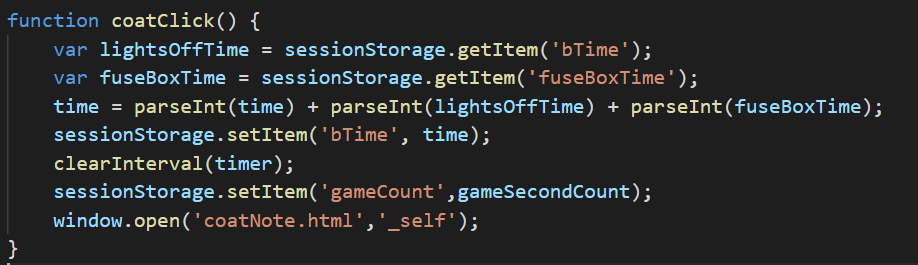 function coatClick() {
    var lightsOffTime = sessionStorage.getItem('bTime');
    var fuseBoxTime = sessionStorage.getItem('fuseBoxTime');
    time = parseInt(time) + parseInt(lightsOffTime) + parseInt(fuseBoxTime);
    sessionStorage.setItem('bTime', time);
    clearInterval(timer);
    sessionStorage.setItem('gameCount',gameSecondCount);
    window.open('coatNote.html','_self');
}